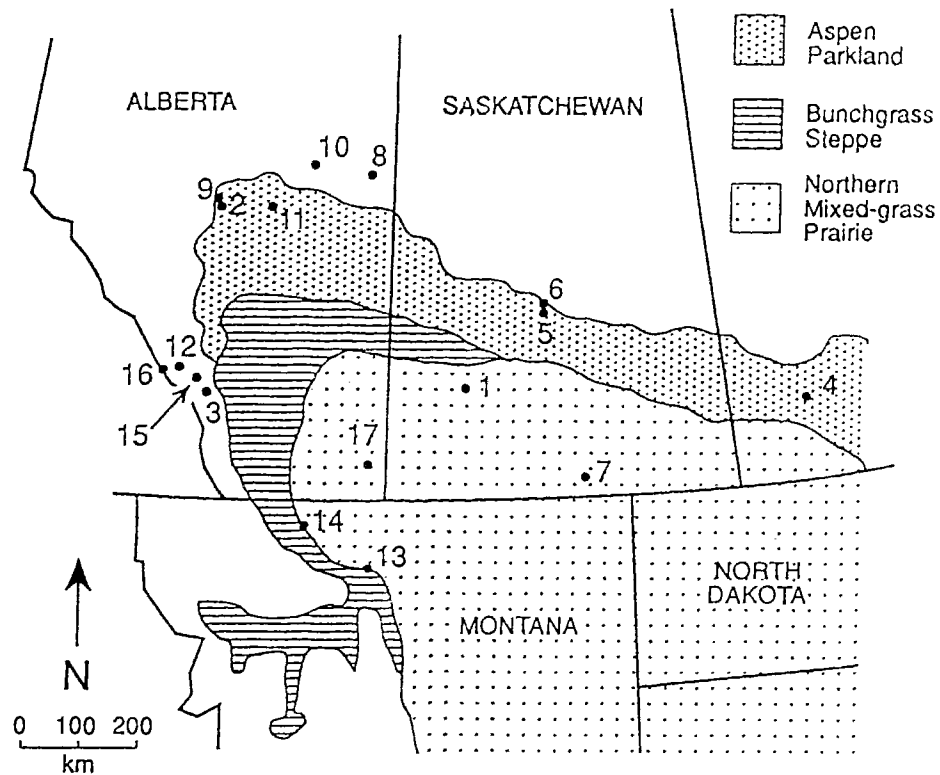 Aspen
Parkland
ALBERTA
SASKATCHEWAN
Bunchgrass
Steppe
10
8
9
2
11
Northern
Mixed-grass
Prairie
6
5
12
16
3
15
1
4
17
7
14
13
NORTH
DAKOTA
MONTANA
N
0 100 200
km